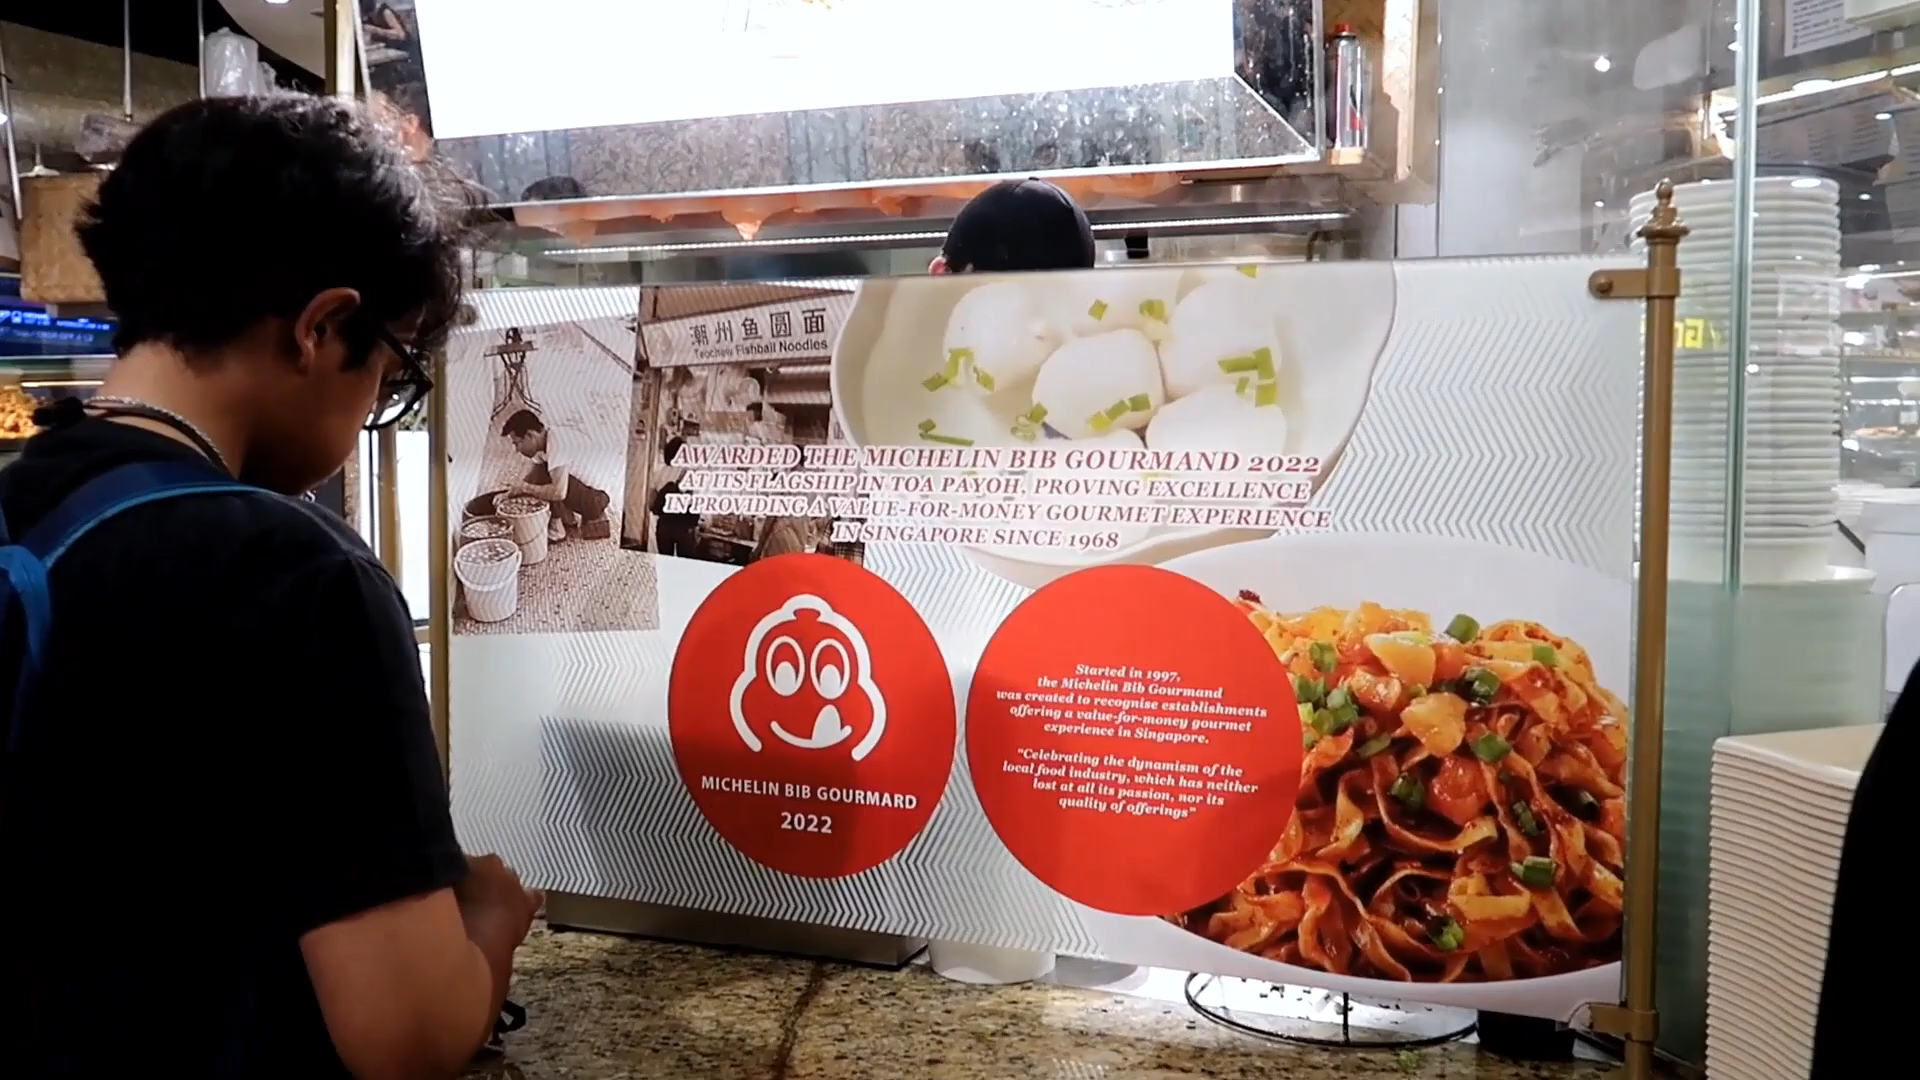 潮州鱼圆面
Teochew Fishball Noodles
AWARDED THE MICHELIN BIB GOURMAND 2022
AT ITS FLAGSHIP IN TOA PAYOH, PROVING EXCELLENCE
IN PROVIDING A VALUE-FOR-MONEY GOURMET EXPERIENCE
IN SINGAPORE SINCE 1968
MICHELIN BIB GOURMARD
2022
Started in 1997,
the Michelin Bib Gourmand
was created to recognise establishments
offering a value-for-money gourmet
experience in Singapore.
"Celebrating the dynamism of the
local food industry, which has neither
lost at all its passion, nor its
quality of offerings"